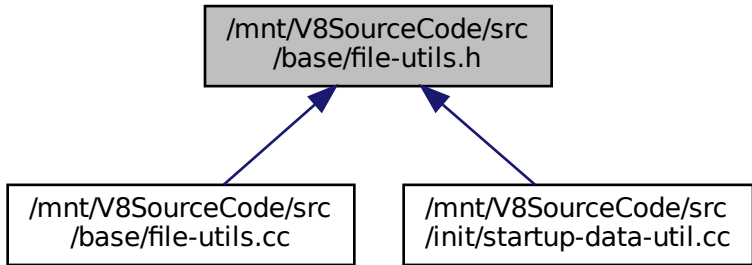 /mnt/V8SourceCode/src
/base/file-utils.h
/mnt/V8SourceCode/src
/base/file-utils.cc
/mnt/V8SourceCode/src
/init/startup-data-util.cc